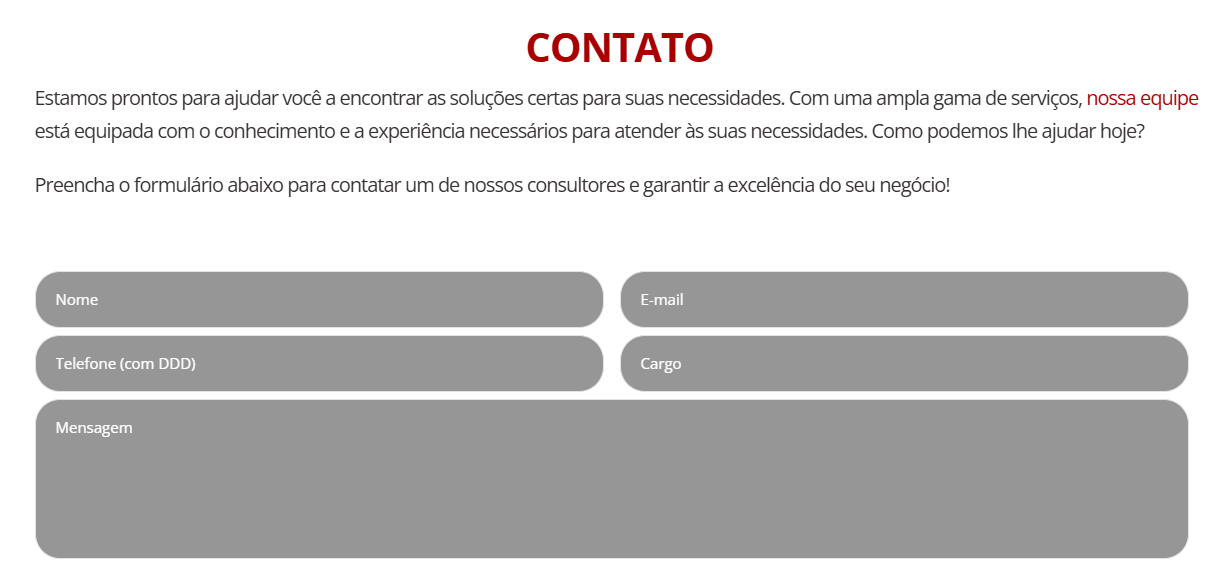 CONTATO
Estamos prontos para ajudar você a encontrar as soluções certas para suas necessidades. Com uma ampla gama de serviços, nossa equipe
está equipada com o conhecimento e a experiência necessários para atender às suas necessidades. Como podemos lhe ajudar hoje?
Preencha o formulário abaixo para contatar um de nossos consultores e garantir a excelência do seu negócio!
Nome
E-mail
Telefone (com DDD)
Cargo
Mensagem